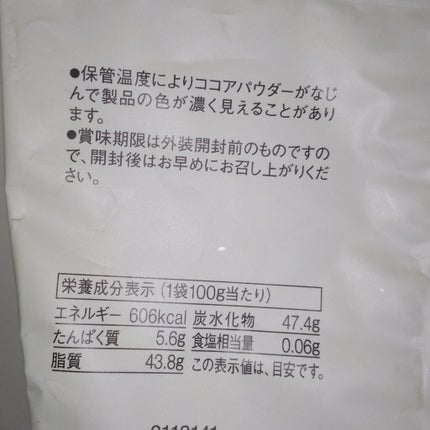 ●保管温度によりココアパウダーがなじ
んで製品の色が濃く見えることがあり
ます。
●賞味期限は外装開封前のものですの
で、開封後はお早めにお召し上がりくだ
さい。
栄養成分表示(1袋100g当たり)
エネルギー 606kcal 炭水化物 47.4g
たんぱく質 5.6g 食塩相当量 0.06g
脂質 43.8g この表示値は、目安です。